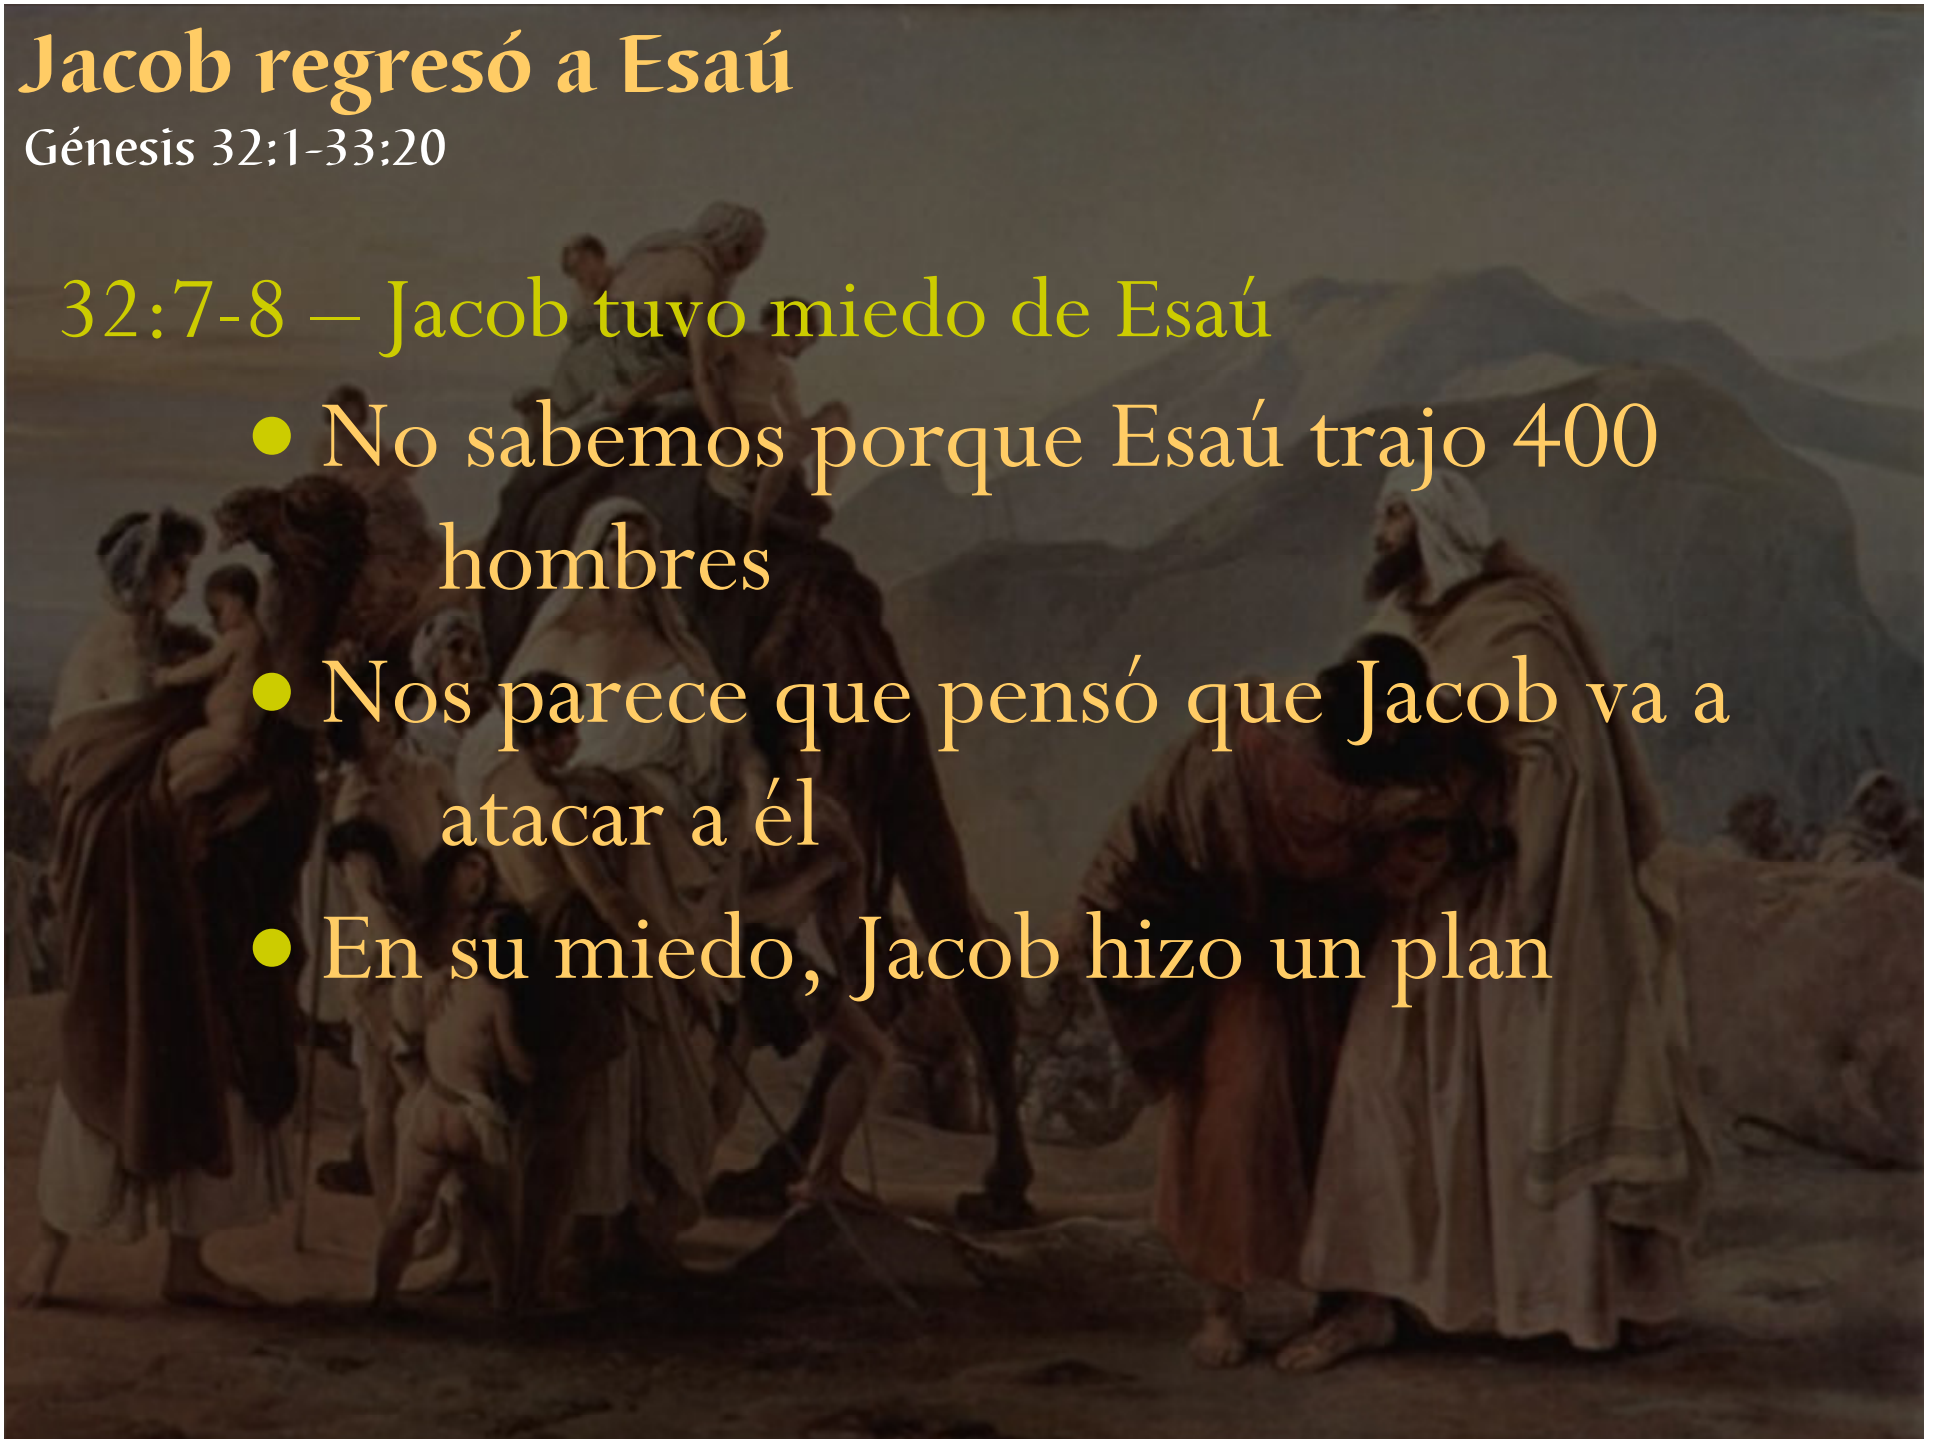 Jacob regresó a Esaú
Génesis 32:1-33:20
32:7-8 – Jacob tuvo miedo de Esaú
● No sabemos porque Esaú trajo 400
hombres
● Nos parece que pensó que Jacob va a
atacar a él
● En su miedo, Jacob hizo un plan